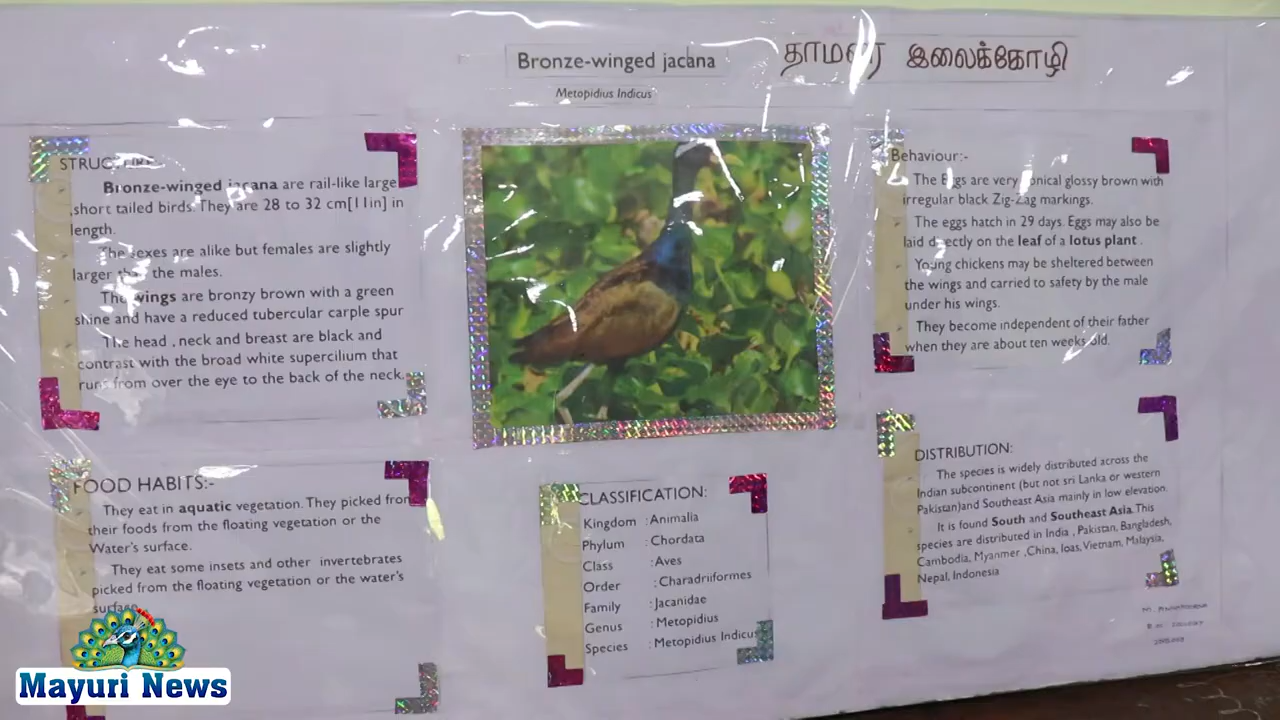 Bronze-winged jacana
தாமரை இலைக்கோழி
Metopidius Indicus
STRUCTURE:-
Bronze-winged jacana are rail-like large
,short tailed birds. They are 28 to 32 cm[11in] in
length.
The sexes are alike but females are slightly
larger than the males.
The wings are bronzy brown with a green
shine and have a reduced tubercular carple spur
The head , neck and breast are black and
contrast with the broad white supercilium that
runs from over the eye to the back of the neck.
FOOD HABITS:-
They eat in aquatic vegetation. They picked from
their foods from the floating vegetation or the
Water's surface.
They eat some insets and other invertebrates
picked from the floating vegetation or the water's
surface
CLASSIFICATION:
Kingdom : Animalia
Phylum : Chordata
Class : Aves
Order : Charadriiformes
Family : Jacanidae
Genus : Metopidius
Species : Metopidius Indicus
Behaviour:-
The Eggs are very conical glossy brown with
irregular black Zig-Zag markings.
The eggs hatch in 29 days. Eggs may also be
laid directly on the leaf of a lotus plant .
Young chickens may be sheltered between
the wings and carried to safety by the male
under his wings.
They become independent of their father
when they are about ten weeks old.
DISTRIBUTION:
The species is widely distributed across the
Indian subcontinent (but not sri Lanka or western
Pakistan)and Southeast Asia mainly in low elevation.
It is found South and Southeast Asia.This
species are distributed in India , Pakistan, Bangladesh,
Cambodia, Myanmer ,China, loas,Vietnam, Malaysia,
Nepal, Indonesia
Mayuri News